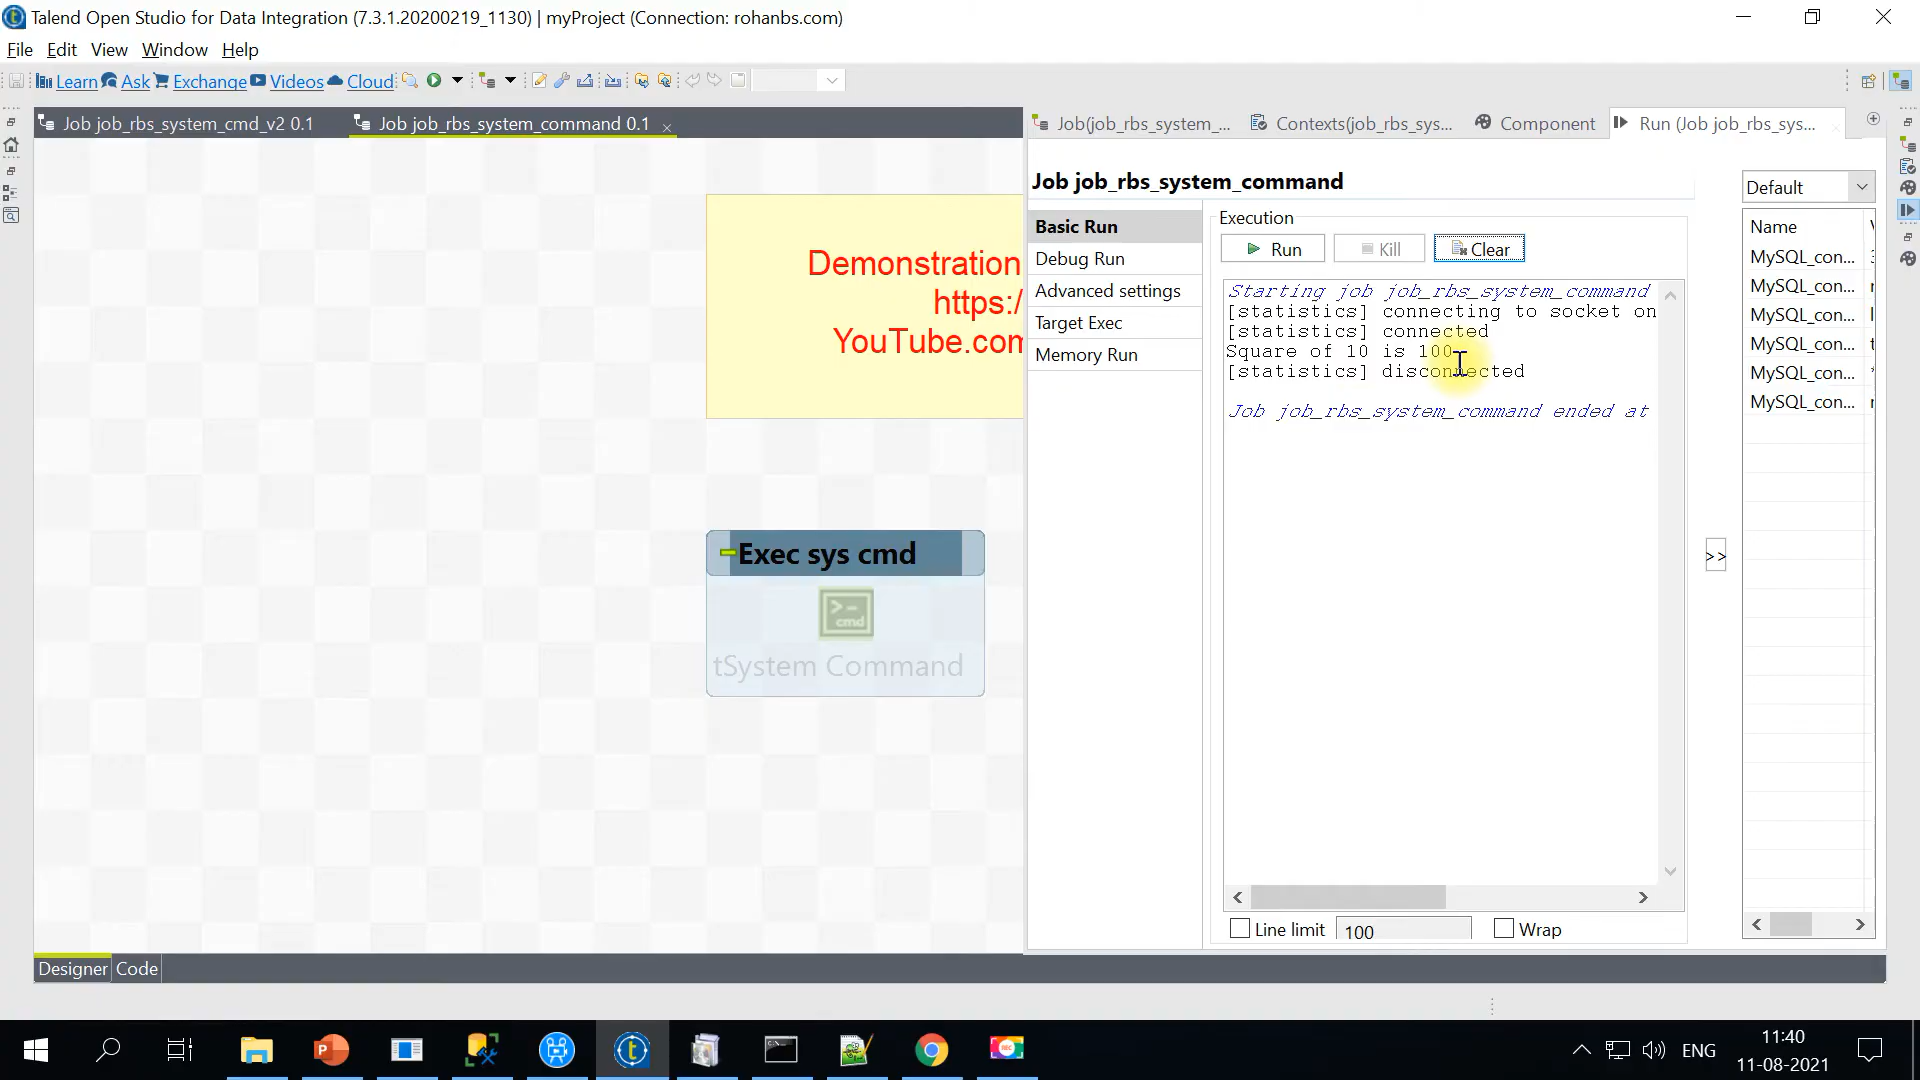 Talend Open Studio for Data Integration (7.3.1.20200219_1130) | myProject (Connection: rohanbs.com)
File Edit View Window Help
Learn Ask Exchange Videos Cloud
Job job_rbs_system_cmd_v2 0.1
Job job_rbs_system_command 0.1
Job(job_rbs_system_...
Contexts(job_rbs_sys...
Component
Run (Job job_rbs_sys...
Demonstration
https:/
YouTube.com
Exec sys cmd
cmd
tSystem Command
Designer Code
Job job_rbs_system_command
Basic Run
Debug Run
Advanced settings
Target Exec
Memory Run
Execution
Run Kill Clear
Starting job job_rbs_system_command
[statistics] connecting to socket on
[statistics] connected
Square of 10 is 100
[statistics] disconnected
Job job_rbs_system_command ended at
Line limit 100 Wrap
>>
Default
Name
MySQL_con...
MySQL_con...
MySQL_con...
MySQL_con...
MySQL_con...
MySQL_con...
ENG
11:40
11-08-2021